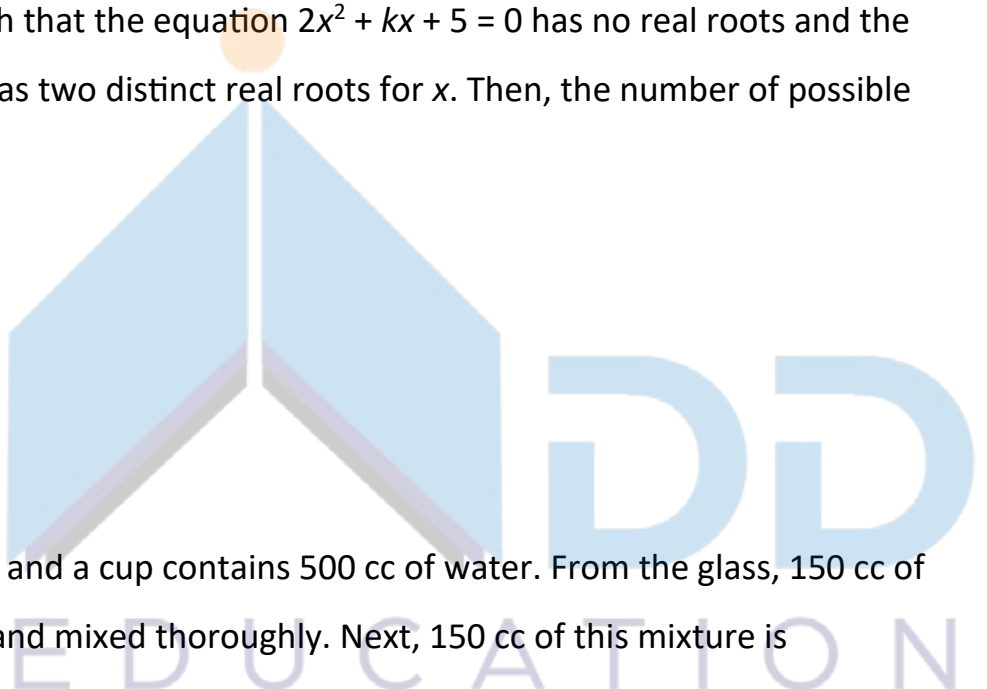 h that the equation 2x² + kx + 5 = 0 has no real roots and the
as two distinct real roots for x. Then, the number of possible
DD
and a cup contains 500 cc of water. From the glass, 150 cc of
and mixed thoroughly. Next, 150 cc of this mixture is
EDUCATION